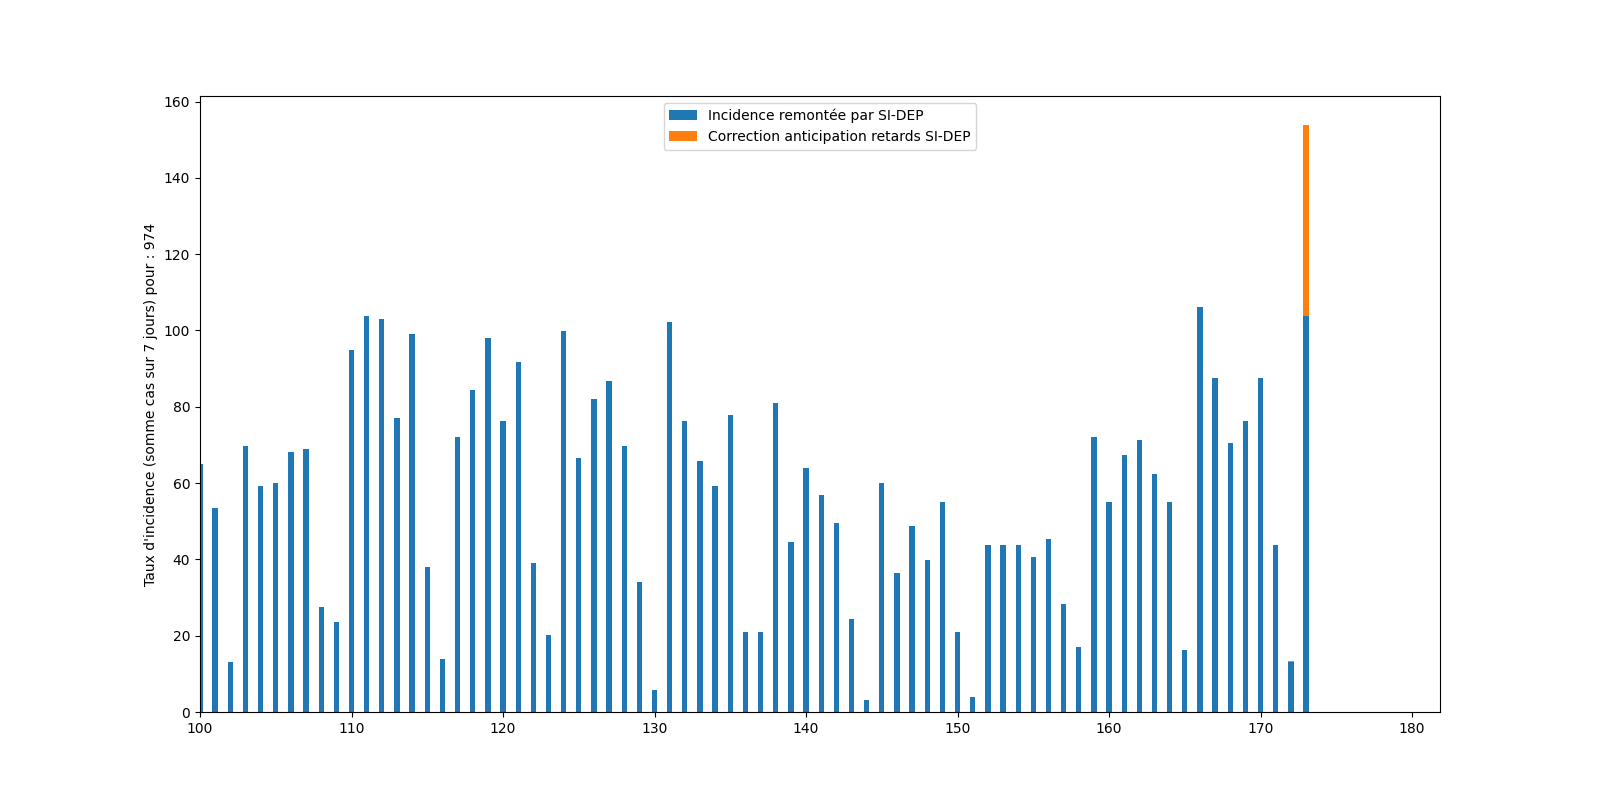 Incidence remontée par SI-DEP
Correction anticipation retards SI-DEP
Taux d'incidence (somme cas sur 7 jours) pour : 974
160
140
120
100
80
60
40
20
0
100 110 120 130 140 150 160 170 180